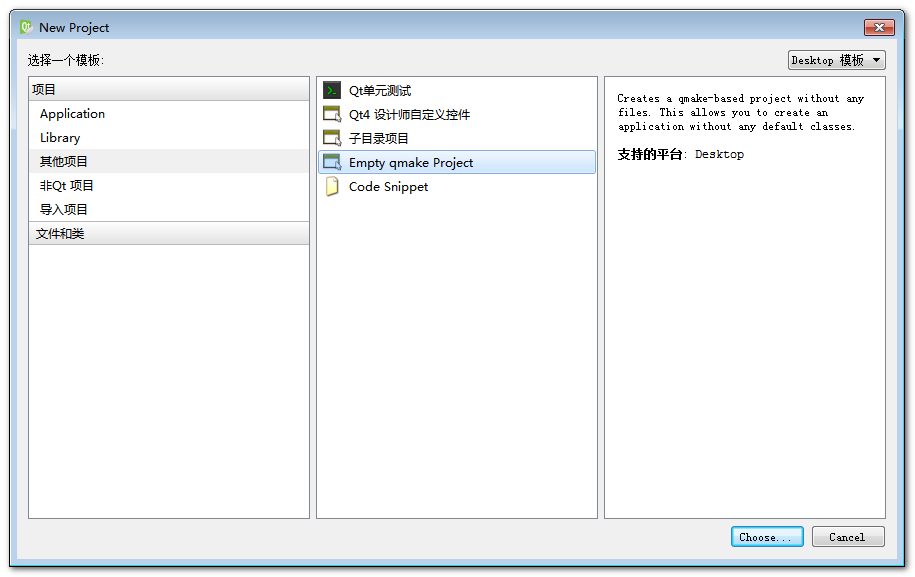 New Project
选择一个模板:
Desktop 模板
项目
Application
Library
其他项目
非Qt 项目
导入项目
文件和类
Qt单元测试
Qt4 设计师自定义控件
子目录项目
Empty qmake Project
Code Snippet
Creates a qmake-based project without any
files. This allows you to create an
application without any default classes.
支持的平台: Desktop
Choose...
Cancel